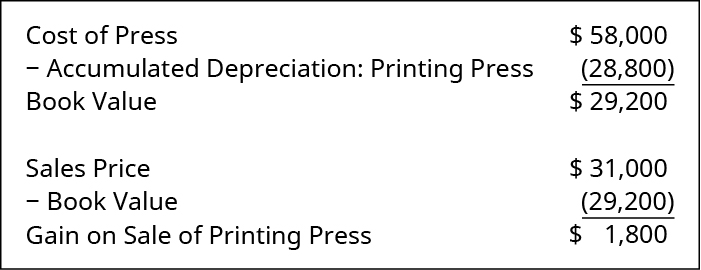 Cost of Press $ 58,000
– Accumulated Depreciation: Printing Press (28,800)
Book Value $ 29,200
Sales Price $ 31,000
– Book Value (29,200)
Gain on Sale of Printing Press $ 1,800